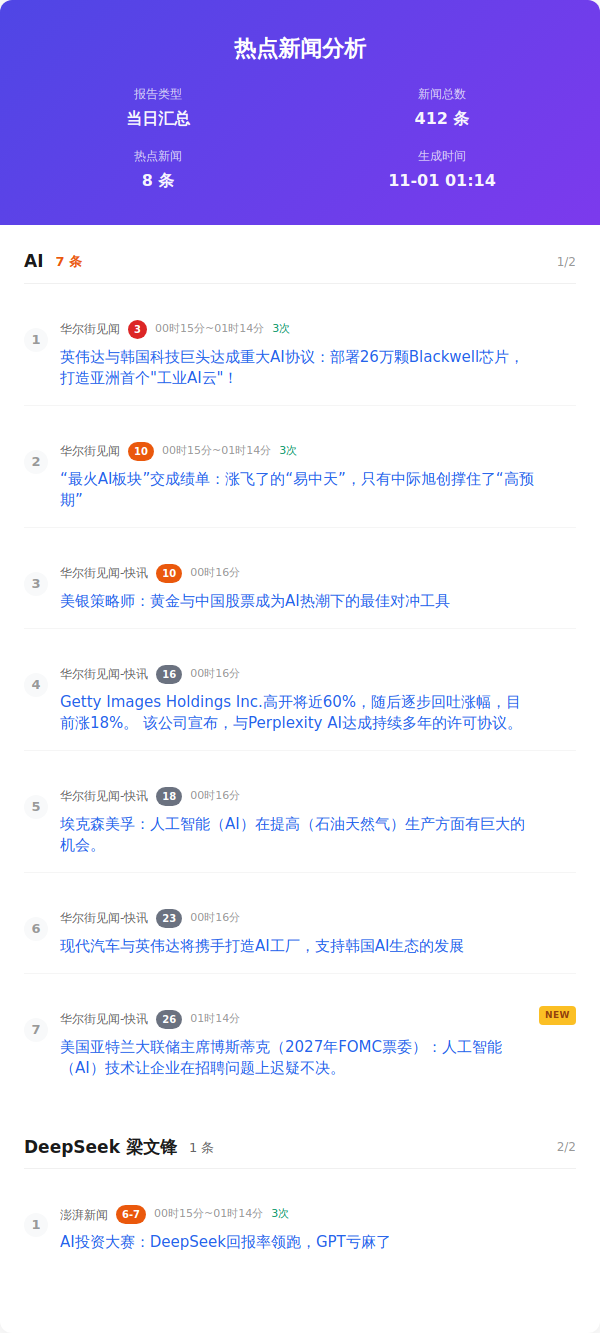 热点新闻分析
报告类型
新闻总数
当日汇总
412 条
热点新闻
生成时间
8 条
11-01 01:14
AI 7 条 1/2
1 华尔街见闻 3 00时15分~01时14分 3次
英伟达与韩国科技巨头达成重大AI协议：部署26万颗Blackwell芯片，
打造亚洲首个"工业AI云"！
2 华尔街见闻 10 00时15分~01时14分 3次
“最火AI板块”交成绩单：涨飞了的“易中天”，只有中际旭创撑住了“高预
期”
3 华尔街见闻-快讯 10 00时16分
美银策略师：黄金与中国股票成为AI热潮下的最佳对冲工具
4 华尔街见闻-快讯 16 00时16分
Getty Images Holdings Inc.高开将近60%，随后逐步回吐涨幅，目
前涨18%。 该公司宣布，与Perplexity AI达成持续多年的许可协议。
5 华尔街见闻-快讯 18 00时16分
埃克森美孚：人工智能（AI）在提高（石油天然气）生产方面有巨大的
机会。
6 华尔街见闻-快讯 23 00时16分
现代汽车与英伟达将携手打造AI工厂，支持韩国AI生态的发展
7 华尔街见闻-快讯 26 01时14分 NEW
美国亚特兰大联储主席博斯蒂克（2027年FOMC票委）：人工智能
（AI）技术让企业在招聘问题上迟疑不决。
DeepSeek 梁文锋 1 条 2/2
1 澎湃新闻 6-7 00时15分~01时14分 3次
AI投资大赛：DeepSeek回报率领跑，GPT亏麻了